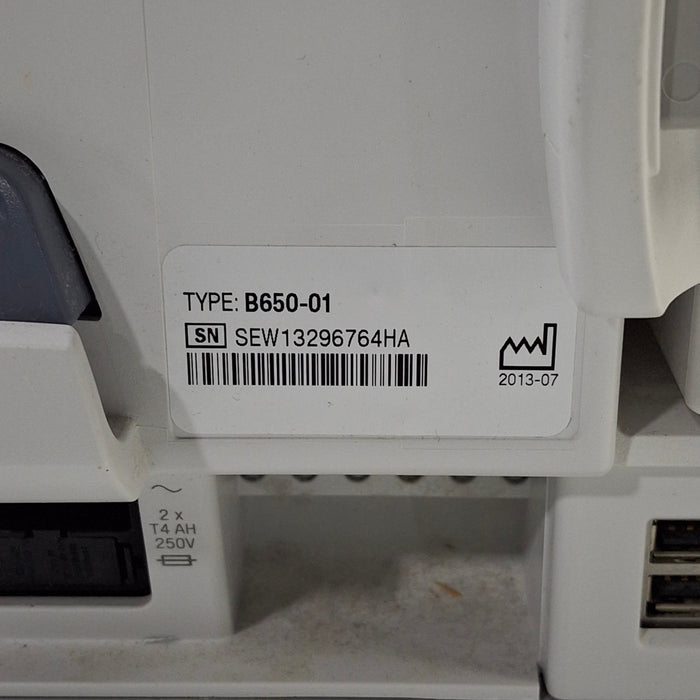 TYPE: B650-01
SN SEW13296764HA
2013-07
2 x
T4 AH
250V